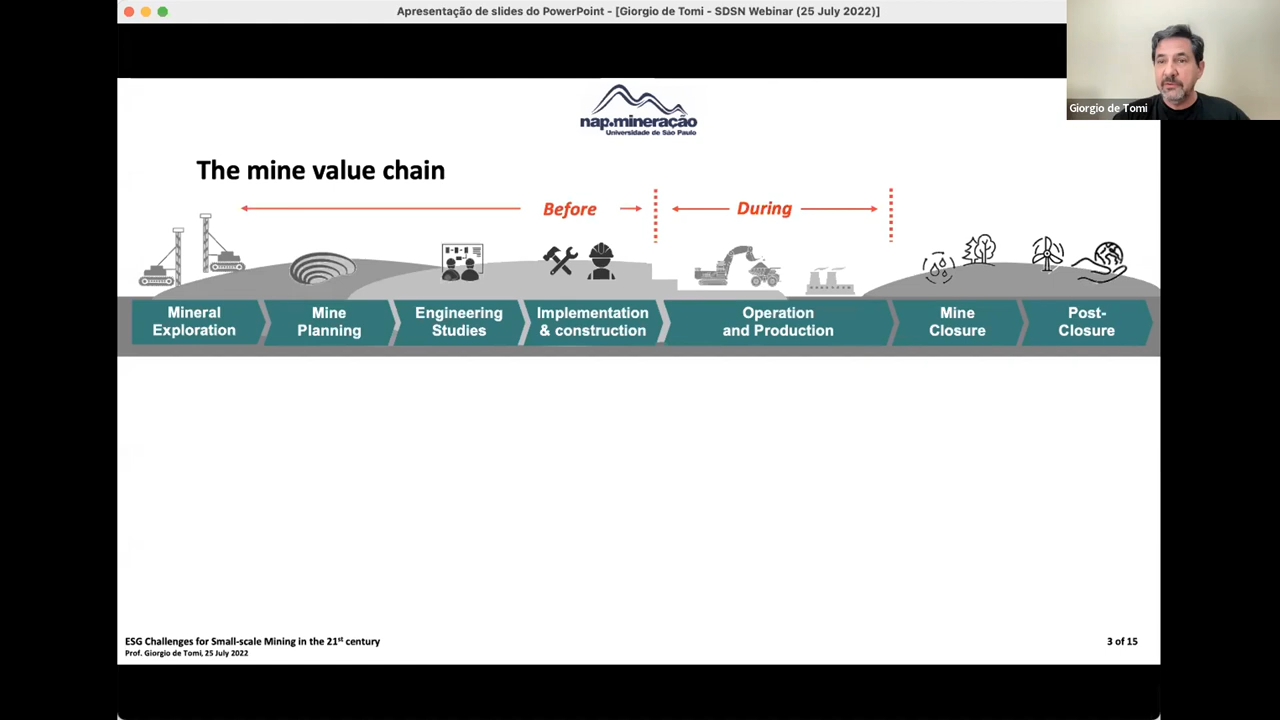 Apresentação de slides do PowerPoint - [Giorgio de Tomi - SDSN Webinar (25 July 2022)]
Giorgio de Tomi
nap.mineração
Universidade de São Paulo
The mine value chain
Before
During
Mineral
Exploration
Mine
Planning
Engineering
Studies
Implementation
& construction
Operation
and Production
Mine
Closure
Post-
Closure
ESG Challenges for Small-scale Mining in the 21st century
Prof. Giorgio de Tomi, 25 July 2022
3 of 15